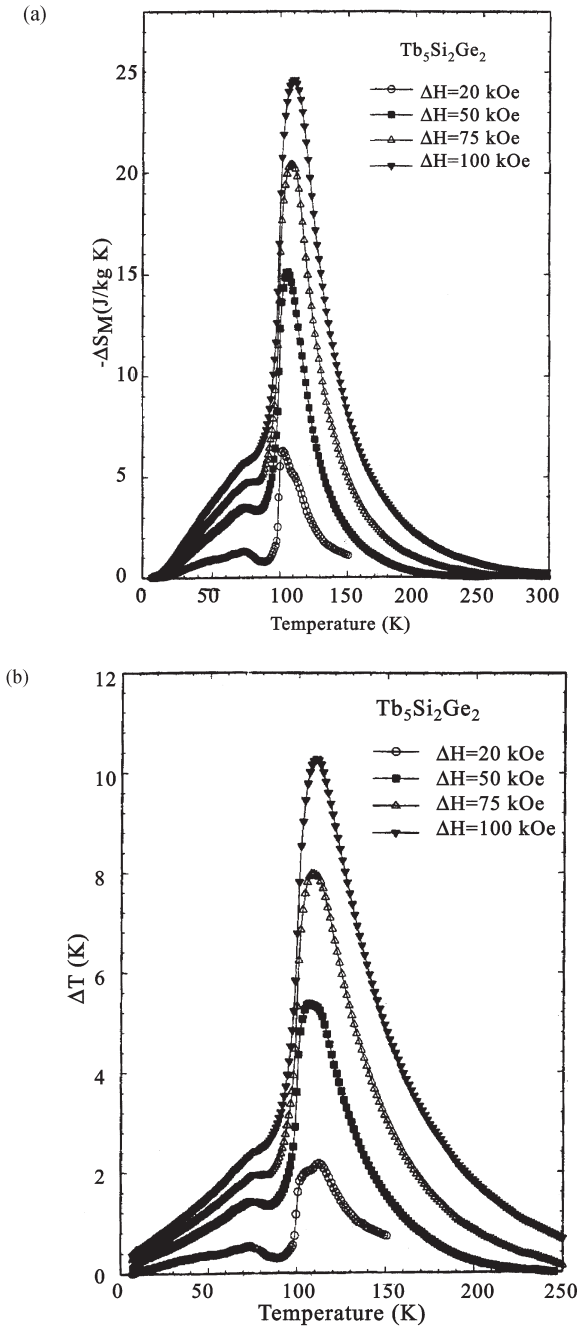 (a)
Tb5Si2Ge2
ΔH=20 kOe
ΔH=50 kOe
ΔH=75 kOe
ΔH=100 kOe
25
20
15
10
5
0
-ΔSM(J/kg K)
0 50 100 150 200 250 300
Temperature (K)
(b)
Tb5Si2Ge2
ΔH=20 kOe
ΔH=50 kOe
ΔH=75 kOe
ΔH=100 kOe
12
10
8
6
4
2
0
ΔT (K)
0 50 100 150 200 250
Temperature (K)